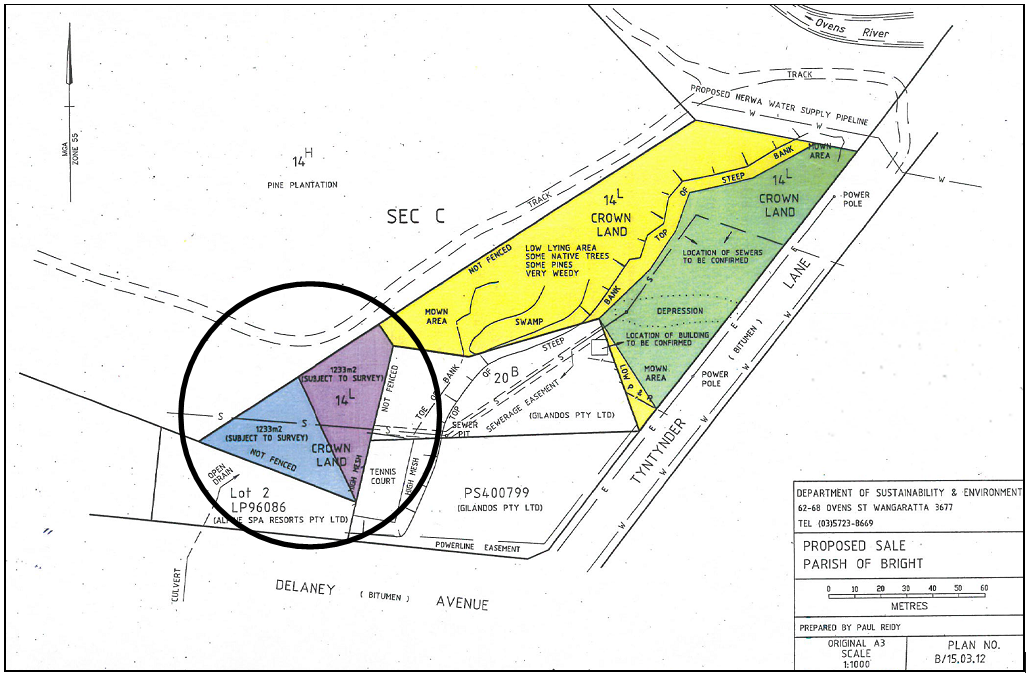 Ovens River
TRACK
PROPOSED NERWA WATER SUPPLY PIPELINE
W
W
W
W
MGA
ZONE 55
14H
PINE PLANTATION
SEC C
TRACK
MOWN
AREA
BANK
STEEP
OF
TOP
BANK
14L
CROWN
LAND
14L
CROWN
LAND
POWER
POLE
NOT FENCED
LOW LYING AREA
SOME NATIVE TREES
SOME PINES
VERY WEEDY
LOCATION OF SEWERS
TO BE CONFIRMED
S
E
LANE
MOWN
AREA
SWAMP
DEPRESSION
E
( BITUMEN )
LOCATION OF BUILDING
TO BE CONFIRMED
STEEP
OF
BANK
TOE OF
TOP
20B
SEWERAGE EASEMENT
S
S
SEWER
PIT
(GILANDOS PTY LTD)
LOW P & R
MOWN
AREA
POWER
POLE
W
E
W
TYNTYNDER
W
E
W
1233m2
(SUBJECT TO SURVEY)
14L
NOT FENCED
S
S
S
1233m2
(SUBJECT TO SURVEY)
CROWN
LAND
NOT FENCED
HIGH MESH
TENNIS
COURT
HIGH MESH
OPEN
DRAIN
Lot 2
LP96086
(ALPINE SPA RESORTS PTY LTD)
PS400799
(GILANDOS PTY LTD)
POWERLINE EASEMENT
CULVERT
DELANEY ( BITUMEN ) AVENUE
DEPARTMENT OF SUSTAINABILITY & ENVIRONMENT
62-68 OVENS ST WANGARATTA 3677
TEL (03)5723-8669
PROPOSED SALE
PARISH OF BRIGHT
0 10 20 30 40 50 60
METRES
PREPARED BY PAUL REIDY
ORIGINAL A3
SCALE
1:1000
PLAN NO.
B/15.03.12